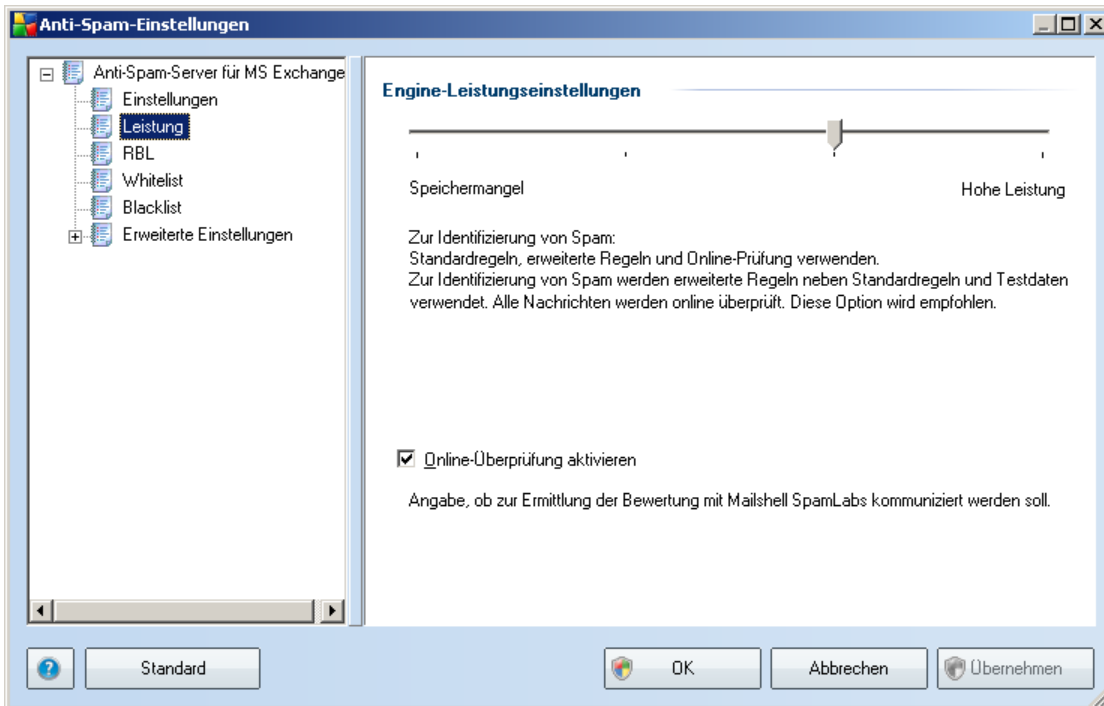 Anti-Spam-Einstellungen
Anti-Spam-Server für MS Exchange
Einstellungen
Leistung
RBL
Whitelist
Blacklist
Erweiterte Einstellungen
Engine-Leistungseinstellungen
Speichermangel
Hohe Leistung
Zur Identifizierung von Spam:
Standardregeln, erweiterte Regeln und Online-Prüfung verwenden.
Zur Identifizierung von Spam werden erweiterte Regeln neben Standardregeln und Testdaten
verwendet. Alle Nachrichten werden online überprüft. Diese Option wird empfohlen.
Online-Überprüfung aktivieren
Angabe, ob zur Ermittlung der Bewertung mit Mailshell SpamLabs kommuniziert werden soll.
Standard
OK
Abbrechen
Übernehmen